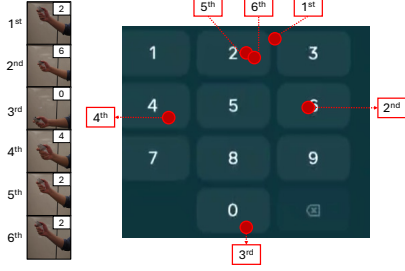 5th 6th 1st
1st 2
2nd 6
3rd 0
4th 4
5th 2
6th 2
1 2 3
4 5 6
7 8 9
0
4th
2nd
3rd